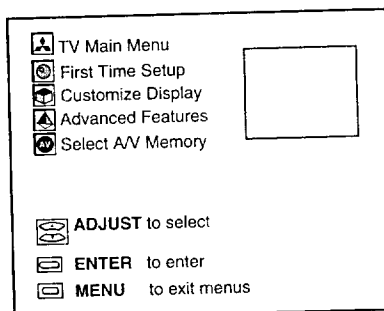 TV Main Menu
First Time Setup
Customize Display
Advanced Features
AV Select A/V Memory
ADJUST to select
ENTER to enter
MENU to exit menus